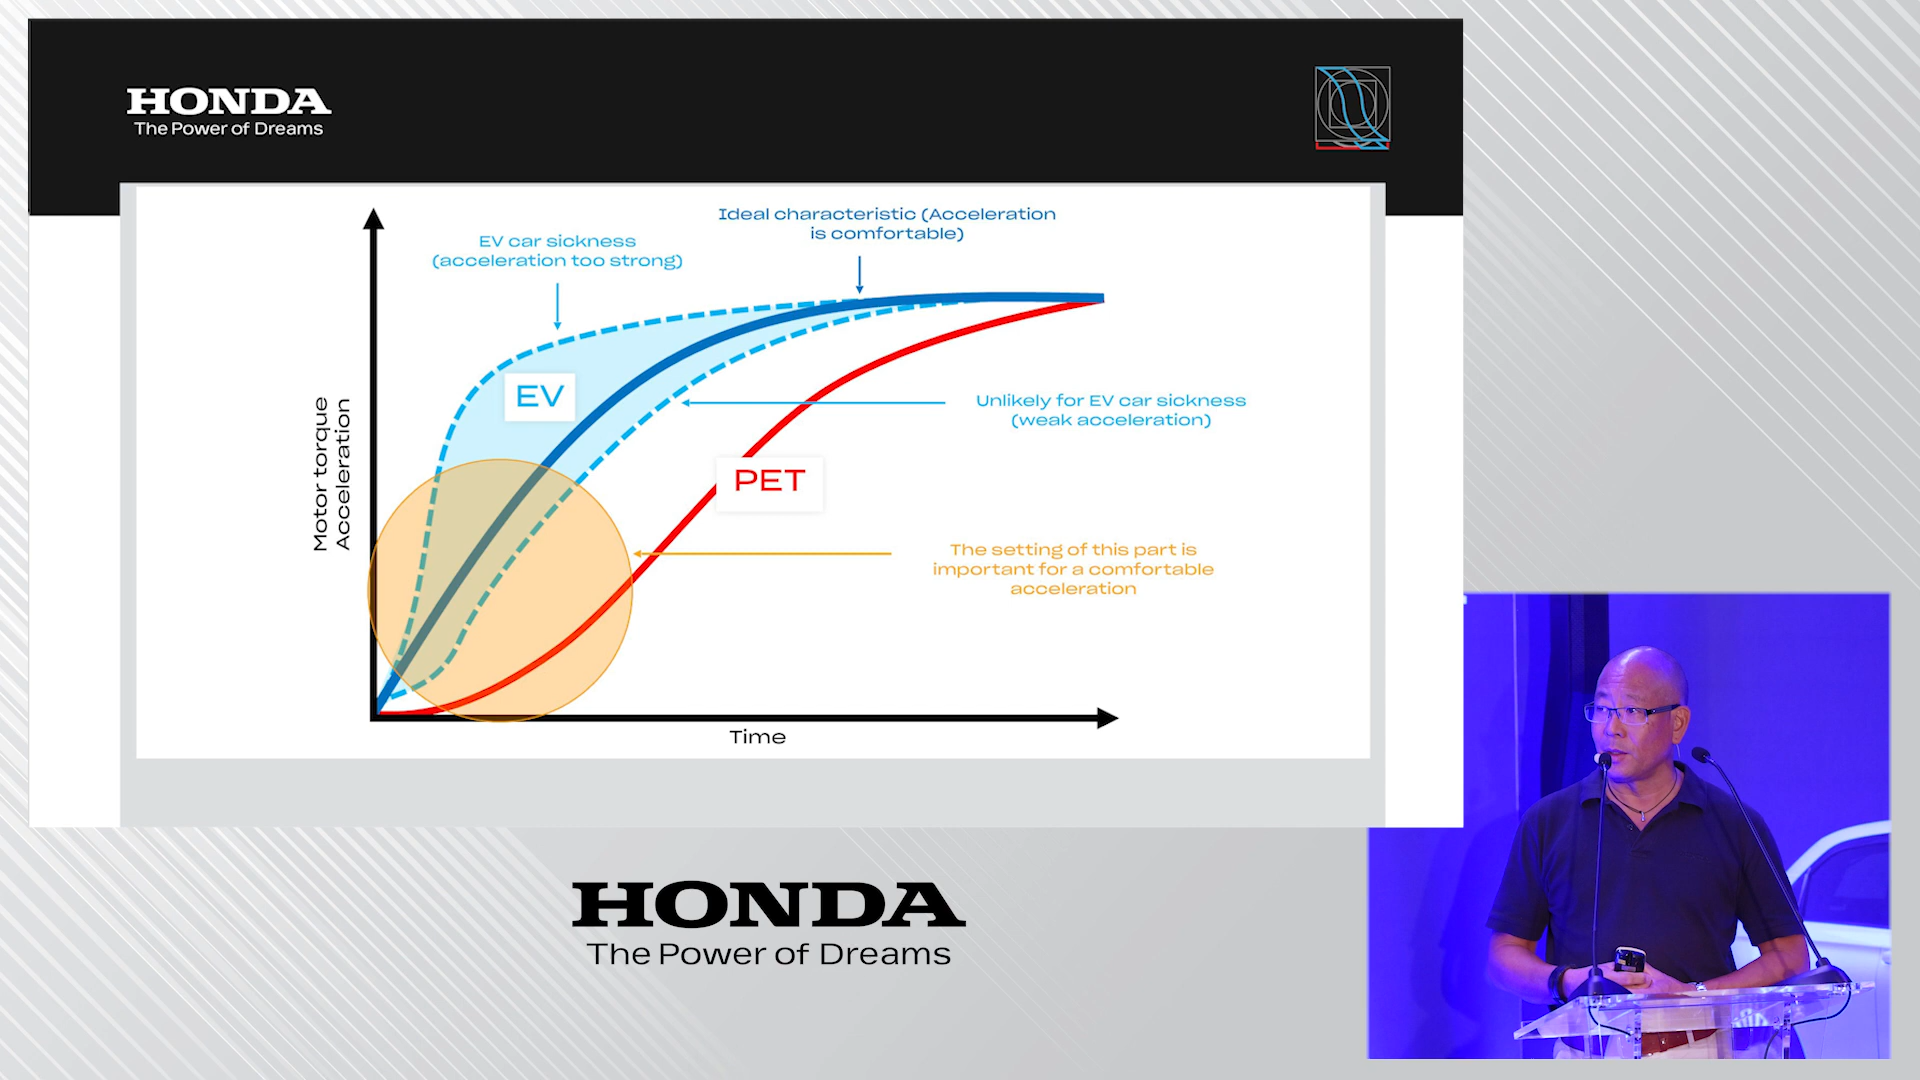 HONDA
The Power of Dreams
Ideal characteristic (Acceleration
is comfortable)
EV car sickness
(acceleration too strong)
EV
Unlikely for EV car sickness
(weak acceleration)
PET
Motor torque
Acceleration
The setting of this part is
important for a comfortable
acceleration
Time
HONDA
The Power of Dreams